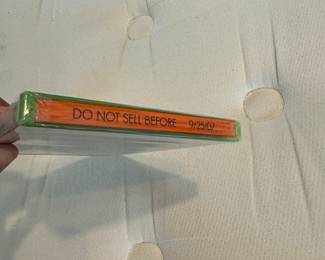 DO NOT SELL BEFORE 9/25/07